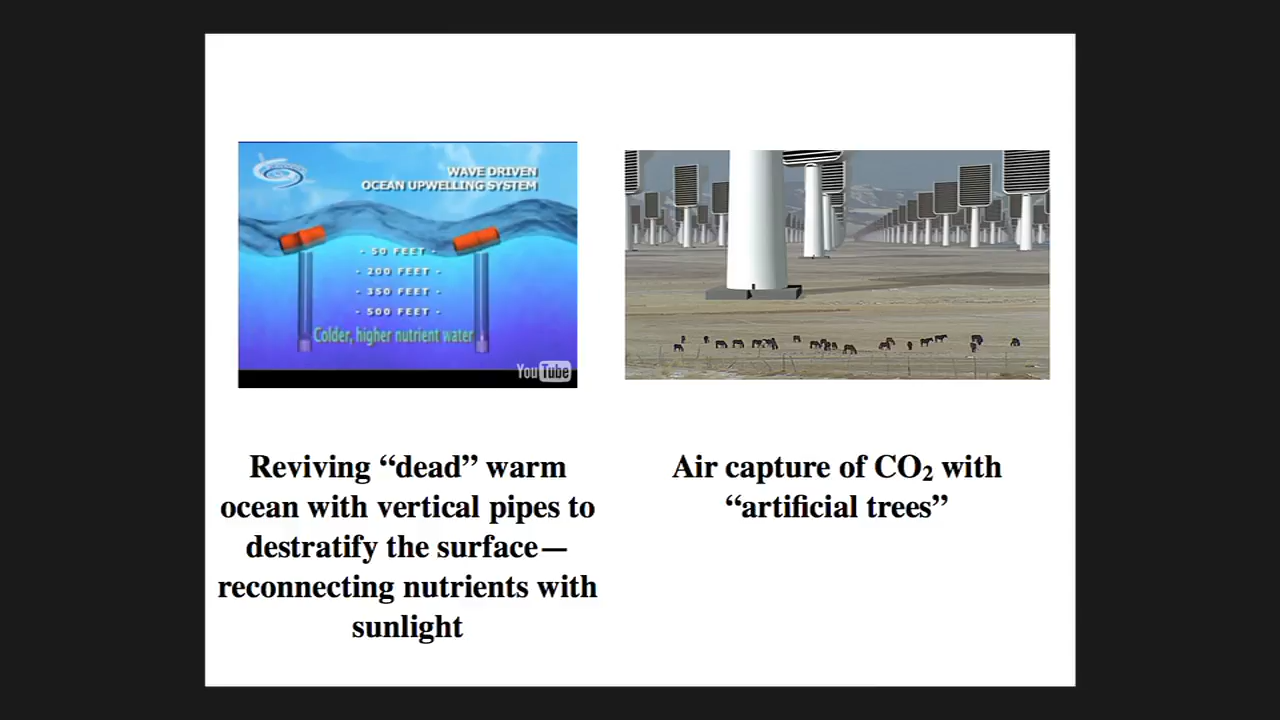 WAVE DRIVEN
OCEAN UPWELLING SYSTEM
- 50 FEET -
- 200 FEET -
- 350 FEET -
- 500 FEET -
Colder, higher nutrient water
YouTube
Reviving “dead” warm
ocean with vertical pipes to
destratify the surface—
reconnecting nutrients with
sunlight
Air capture of CO₂ with
“artificial trees”